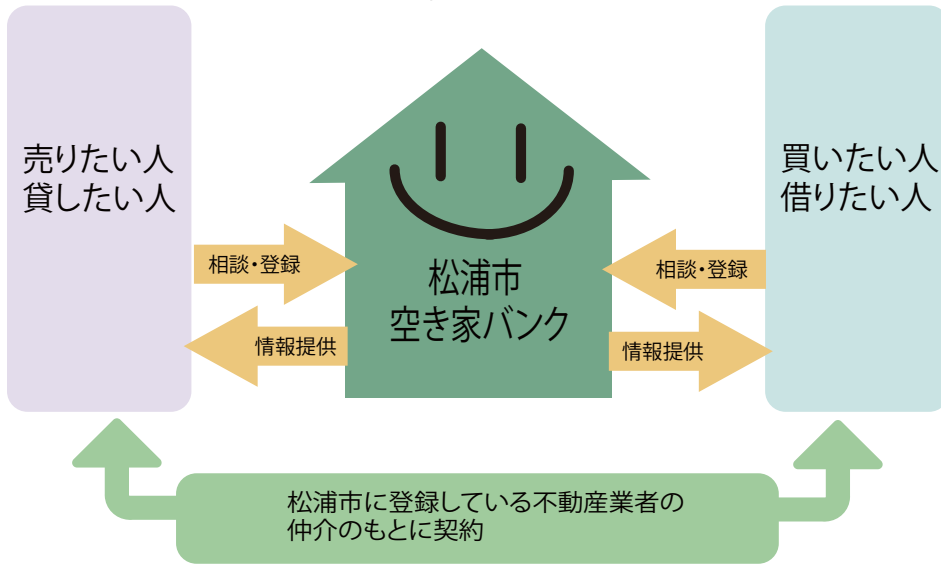 売りたい人
貸したい人
相談・登録
情報提供
松浦市
空き家バンク
買いたい人
借りたい人
相談・登録
情報提供
松浦市に登録している不動産業者の
仲介のもとに契約